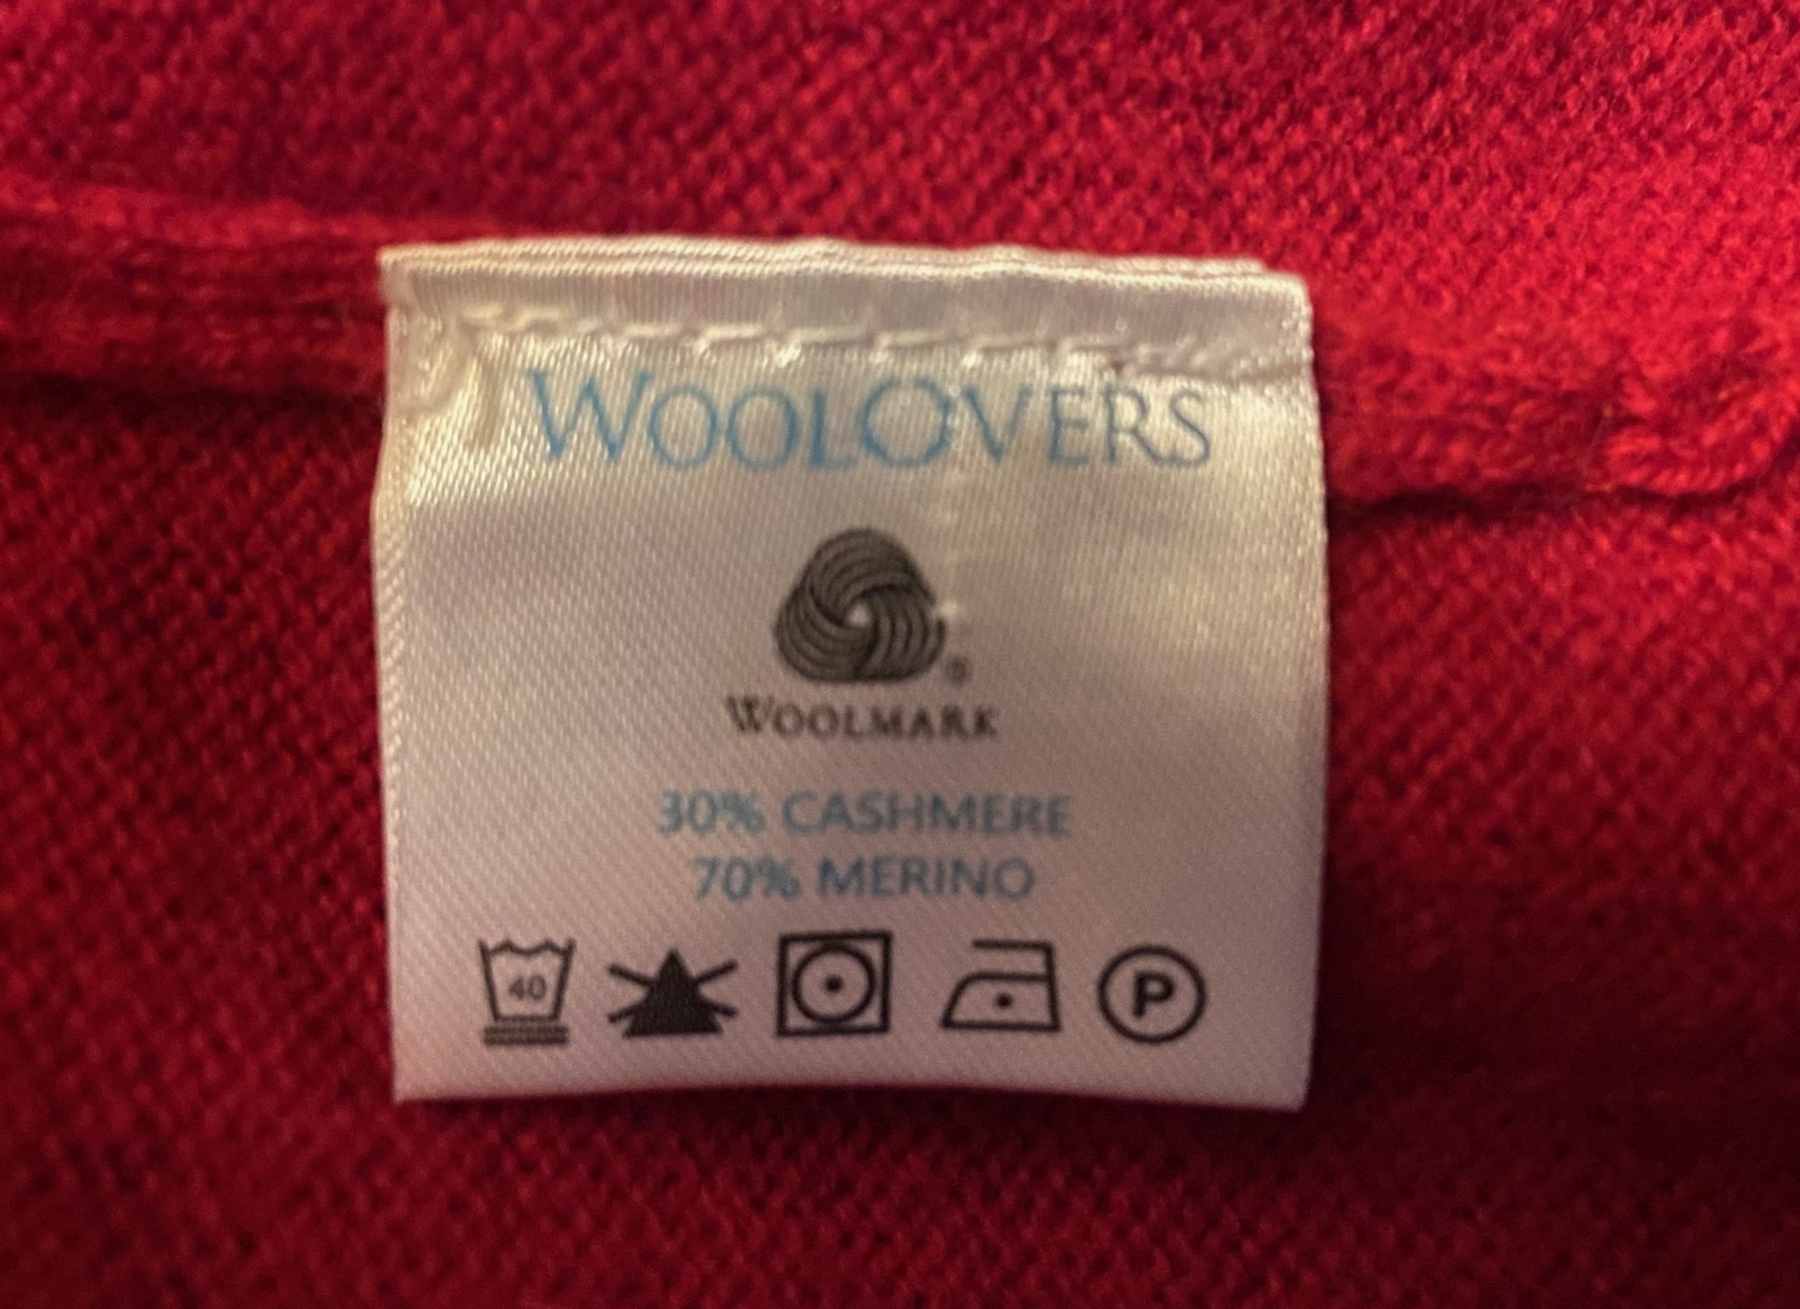 WOOLOVERS
®
WOOLMARK
30% CASHMERE
70% MERINO
40 P